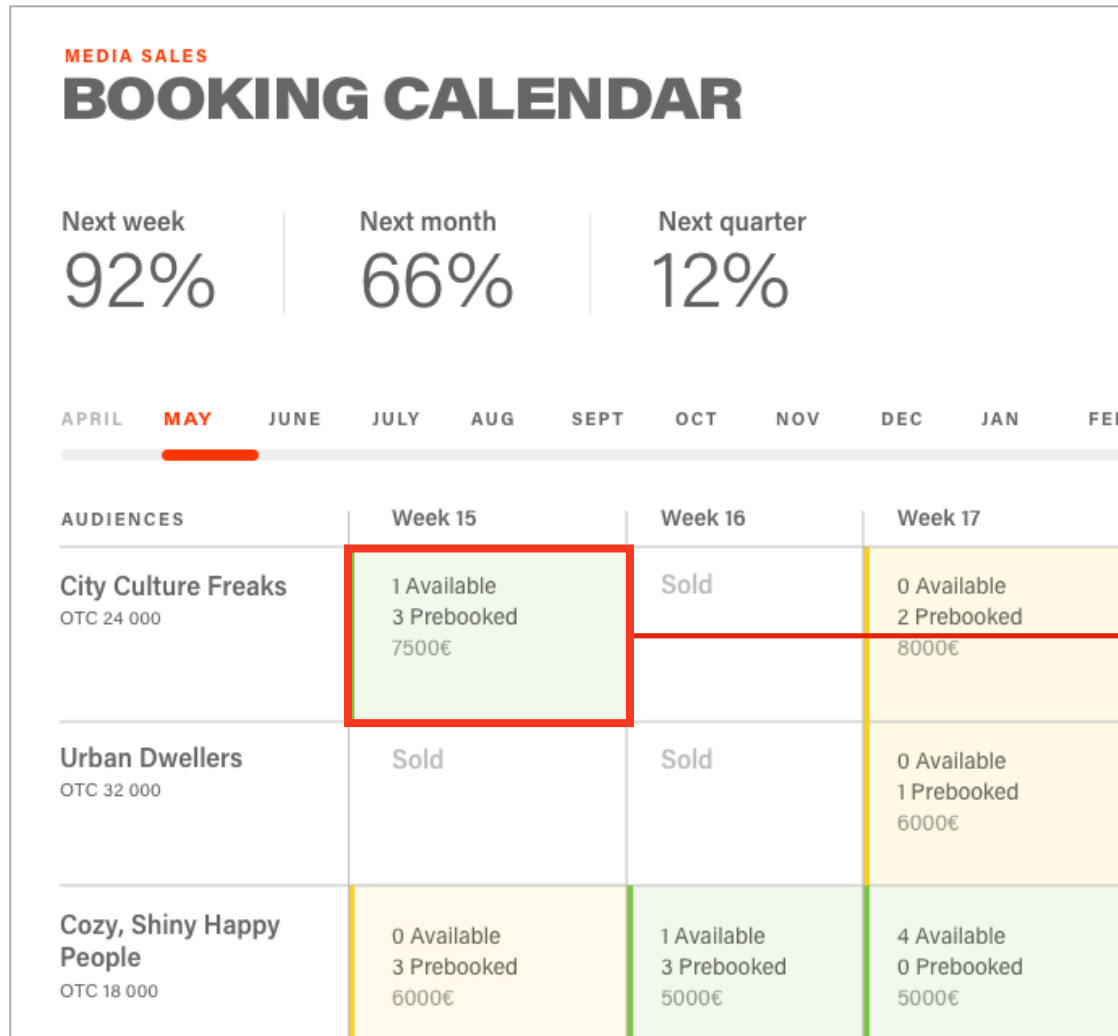 MEDIA SALES
BOOKING CALENDAR
Next week
Next month
Next quarter
92%
66%
12%
APRIL MAY JUNE JULY AUG SEPT OCT NOV DEC JAN
AUDIENCES
Week 15
Week 16
Week 17
City Culture Freaks
OTC 24 000
1 Available
3 Prebooked
7500€
Sold
0 Available
2 Prebooked
8000€
Urban Dwellers
OTC 32 000
Sold
Sold
0 Available
1 Prebooked
6000€
Cozy, Shiny Happy
People
OTC 18 000
0 Available
3 Prebooked
6000€
1 Available
3 Prebooked
5000€
4 Available
0 Prebooked
5000€